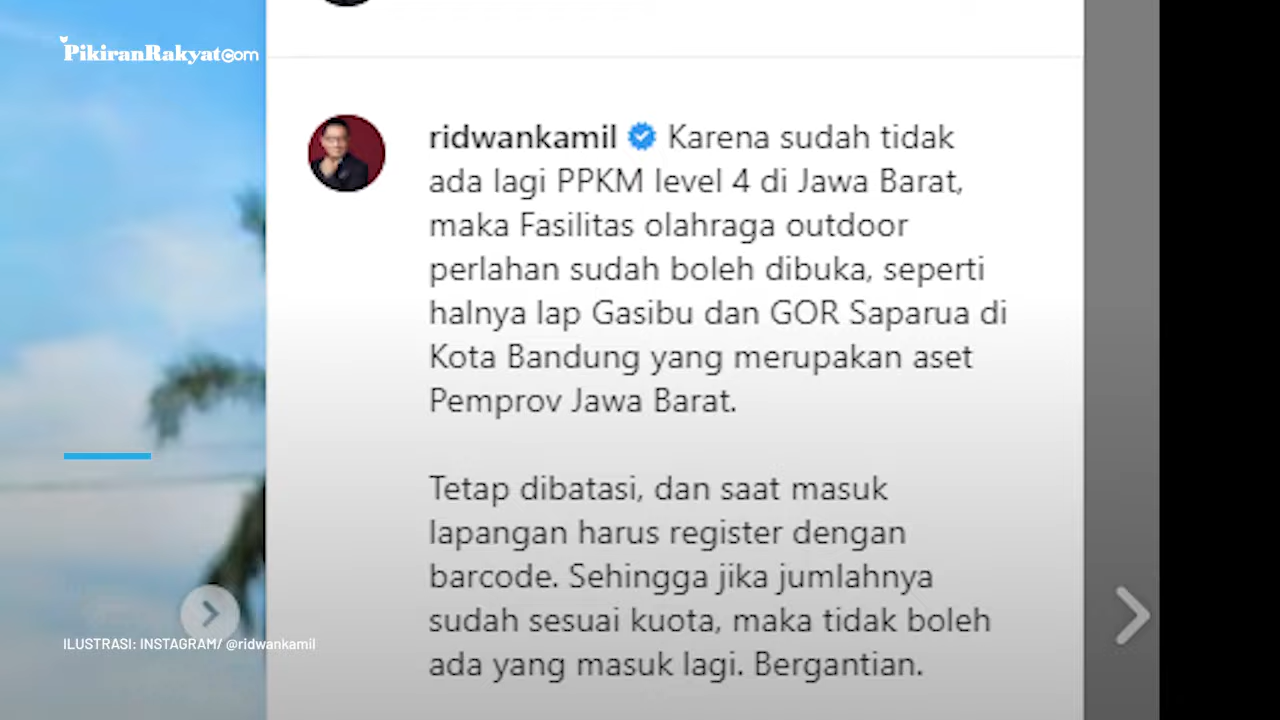 PikiranRakyat.com
ridwankamil Karena sudah tidak
ada lagi PPKM level 4 di Jawa Barat,
maka Fasilitas olahraga outdoor
perlahan sudah boleh dibuka, seperti
halnya lap Gasibu dan GOR Saparua di
Kota Bandung yang merupakan aset
Pemprov Jawa Barat.
Tetap dibatasi, dan saat masuk
lapangan harus register dengan
barcode. Sehingga jika jumlahnya
sudah sesuai kuota, maka tidak boleh
ada yang masuk lagi. Bergantian.
ILUSTRASI: INSTAGRAM/ @ridwankamil